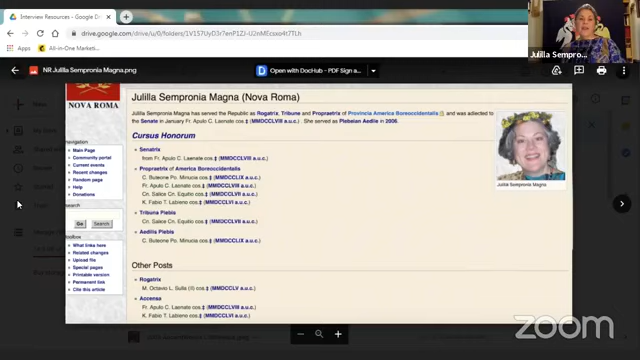 Interview Resources - Google Dri
drive.google.com/drive/u/0/folders/
Apps
All-in-One Marketi...
NR Julilla Sempronia Magna.png
Open with DocHub - PDF Sign a...
Julilla Sempro...
NOVA ROMA
Julilla Sempronia Magna (Nova Roma)
Julilla Sempronia Magna has served the Republic as Rogatrix, Tribune and Propraetrix of Provincia America Boreoccidentalis, and was adlected to
the Senate in January Fr. Apulo C. Laenate cos.‡ (MMDCCLVIII a.u.c.). She served as Plebeian Aedile in 2006.
Cursus Honorum
Senatrix
from Fr. Apulo C. Laenate cos.‡ (MMDCCLVIII a.u.c.)
Propraetrix of America Boreoccidentalis
C. Buteone Po. Minucia cos.‡ (MMDCCLIX a.u.c.)
Fr. Apulo C. Laenate cos.‡ (MMDCCLVIII a.u.c.)
Cn. Salice Cn. Equitio cos.‡ (MMDCCLVII a.u.c.)
K. Fabio T. Labieno cos.‡ (MMDCCLVI a.u.c.)
Tribuna Plebis
Cn. Salice Cn. Equitio cos.‡ (MMDCCLVII a.u.c.)
Aedilis Plebis
C. Buteone Po. Minucia cos.‡ (MMDCCLIX a.u.c.)
Other Posts
Rogatrix
M. Octavio L. Sulla (II) cos.‡ (MMDCCLV a.u.c.)
Accensa
Fr. Apulo C. Laenate cos.‡ (MMDCCLVIII a.u.c.)
K. Fabio T. Labieno cos.‡ (MMDCCLVI a.u.c.)
Julilla Sempronia Magna
navigation
Main Page
Community portal
Current events
Recent changes
Random page
Help
Donations
search
Go
Search
toolbox
What links here
Related changes
Upload file
Special pages
Printable version
Permanent link
Cite this article
zoom